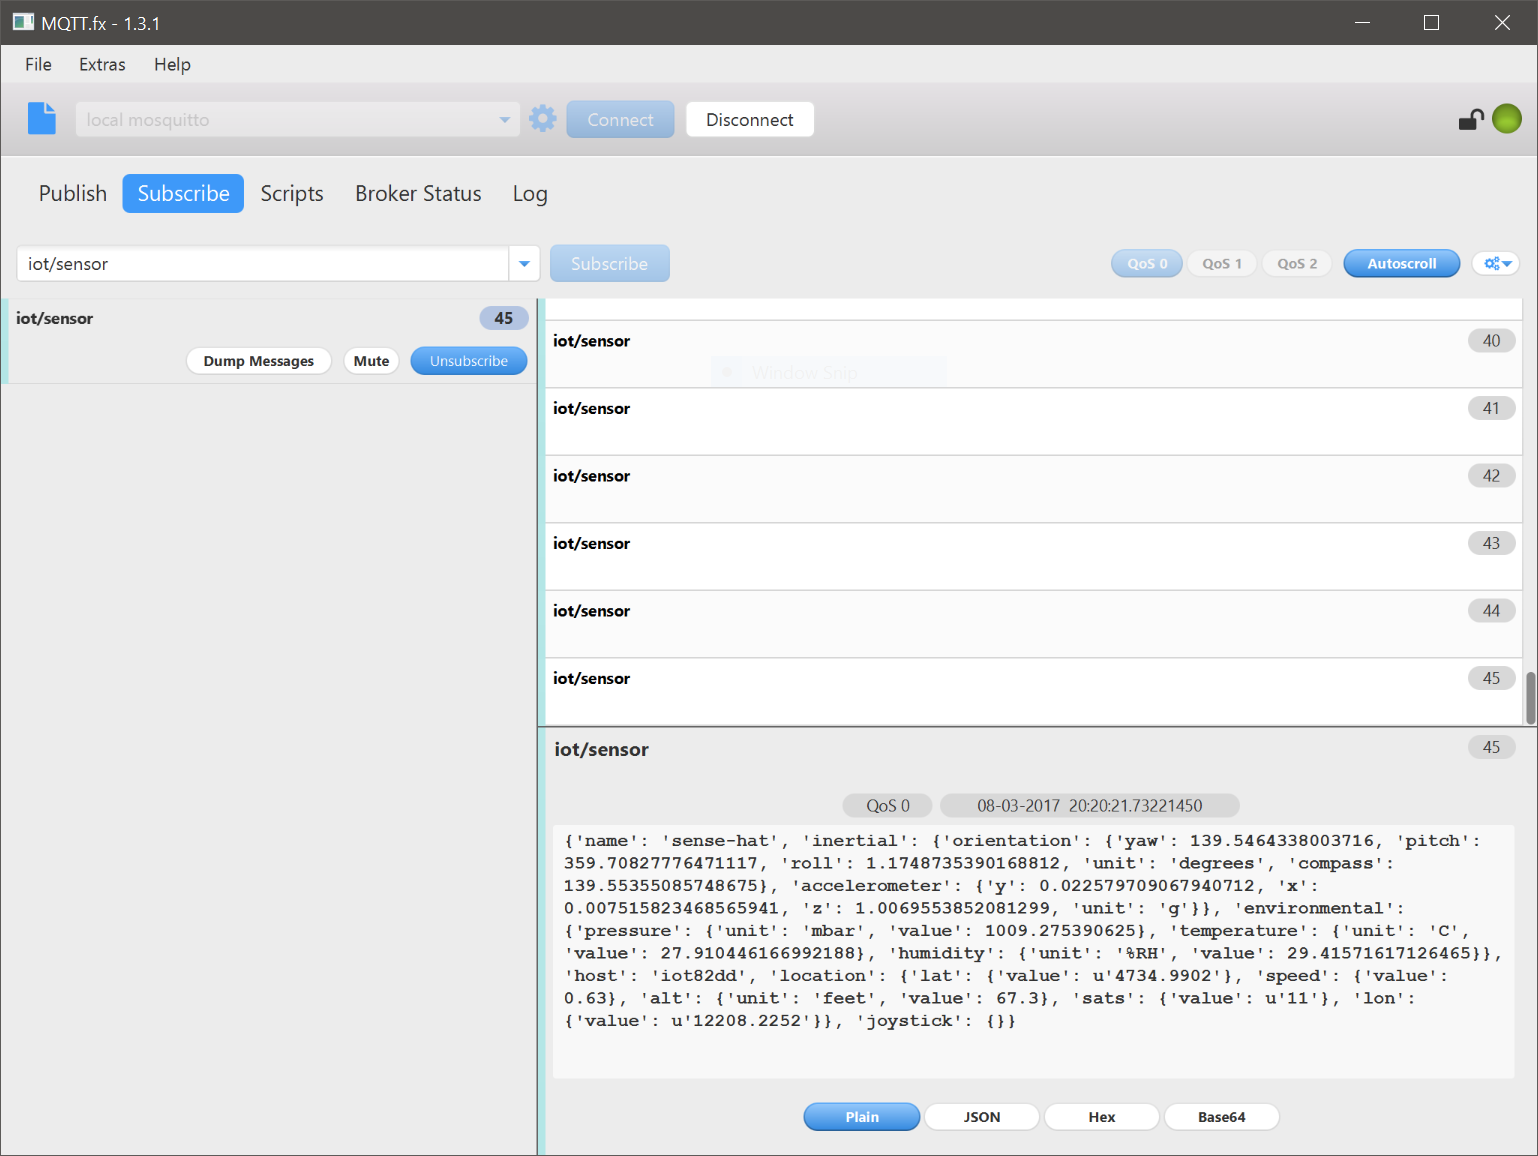 MQTT.fx - 1.3.1
File Extras Help
local mosquitto Connect Disconnect
Publish Subscribe Scripts Broker Status Log
iot/sensor Subscribe QoS 0 QoS 1 QoS 2 Autoscroll
iot/sensor 45
Dump Messages Mute Unsubscribe
iot/sensor 40
Window Snip
iot/sensor 41
iot/sensor 42
iot/sensor 43
iot/sensor 44
iot/sensor 45
iot/sensor 45
QoS 0 08-03-2017 20:20:21.73221450
{'name': 'sense-hat', 'inertial': {'orientation': {'yaw': 139.5464338003716, 'pitch':
359.70827776471117, 'roll': 1.1748735390168812, 'unit': 'degrees', 'compass':
139.55355085748675}, 'accelerometer': {'y': 0.022579709067940712, 'x':
0.007515823468565941, 'z': 1.0069553852081299, 'unit': 'g'}}, 'environmental':
{'pressure': {'unit': 'mbar', 'value': 1009.275390625}, 'temperature': {'unit': 'C',
'value': 27.910446166992188}, 'humidity': {'unit': '%RH', 'value': 29.41571617126465}},
'host': 'iot82dd', 'location': {'lat': {'value': u'4734.9902'}, 'speed': {'value':
0.63}, 'alt': {'unit': 'feet', 'value': 67.3}, 'sats': {'value': u'11'}, 'lon':
{'value': u'12208.2252'}}, 'joystick': {}}
Plain JSON Hex Base64